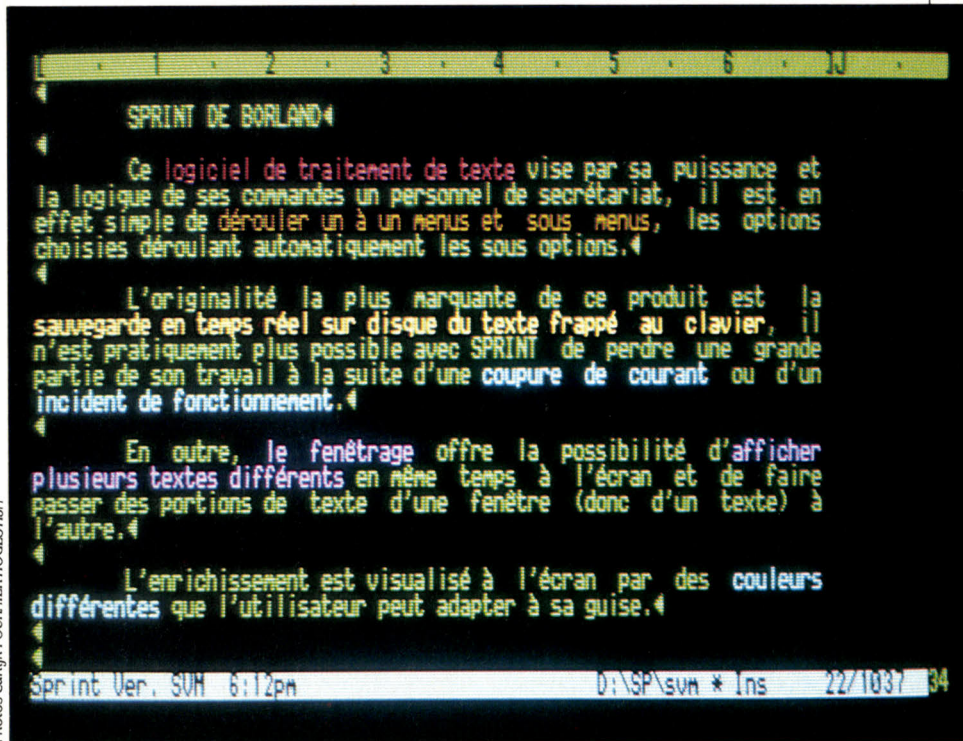 1 2 3 4 5 6
SPRINT DE BORLAND
Ce logiciel de traitement de texte vise par sa puissance et
la logique de ses commandes un personnel de secrétariat, il est en
effet simple de dérouler un à un menus et sous menus, les options
choisies déroulant automatiquement les sous options.
L'originalité la plus marquante de ce produit est la
sauvegarde en temps réel sur disque du texte frappé au clavier, il
n'est pratiquement plus possible avec SPRINT de perdre une grande
partie de son travail à la suite d'une coupure de courant ou d'un
incident de fonctionnement.
En outre, le fenêtrage offre la possibilité d'afficher
plusieurs textes différents en même temps à l'écran et de faire
passer des portions de texte d'une fenêtre (donc d'un texte) à
l'autre.
L'enrichissement est visualisé à l'écran par des couleurs
différentes que l'utilisateur peut adapter à sa guise.
Sprint Ver. SVM 6:12pm D:\SP\svm * Ins 22/1037 34
Photos